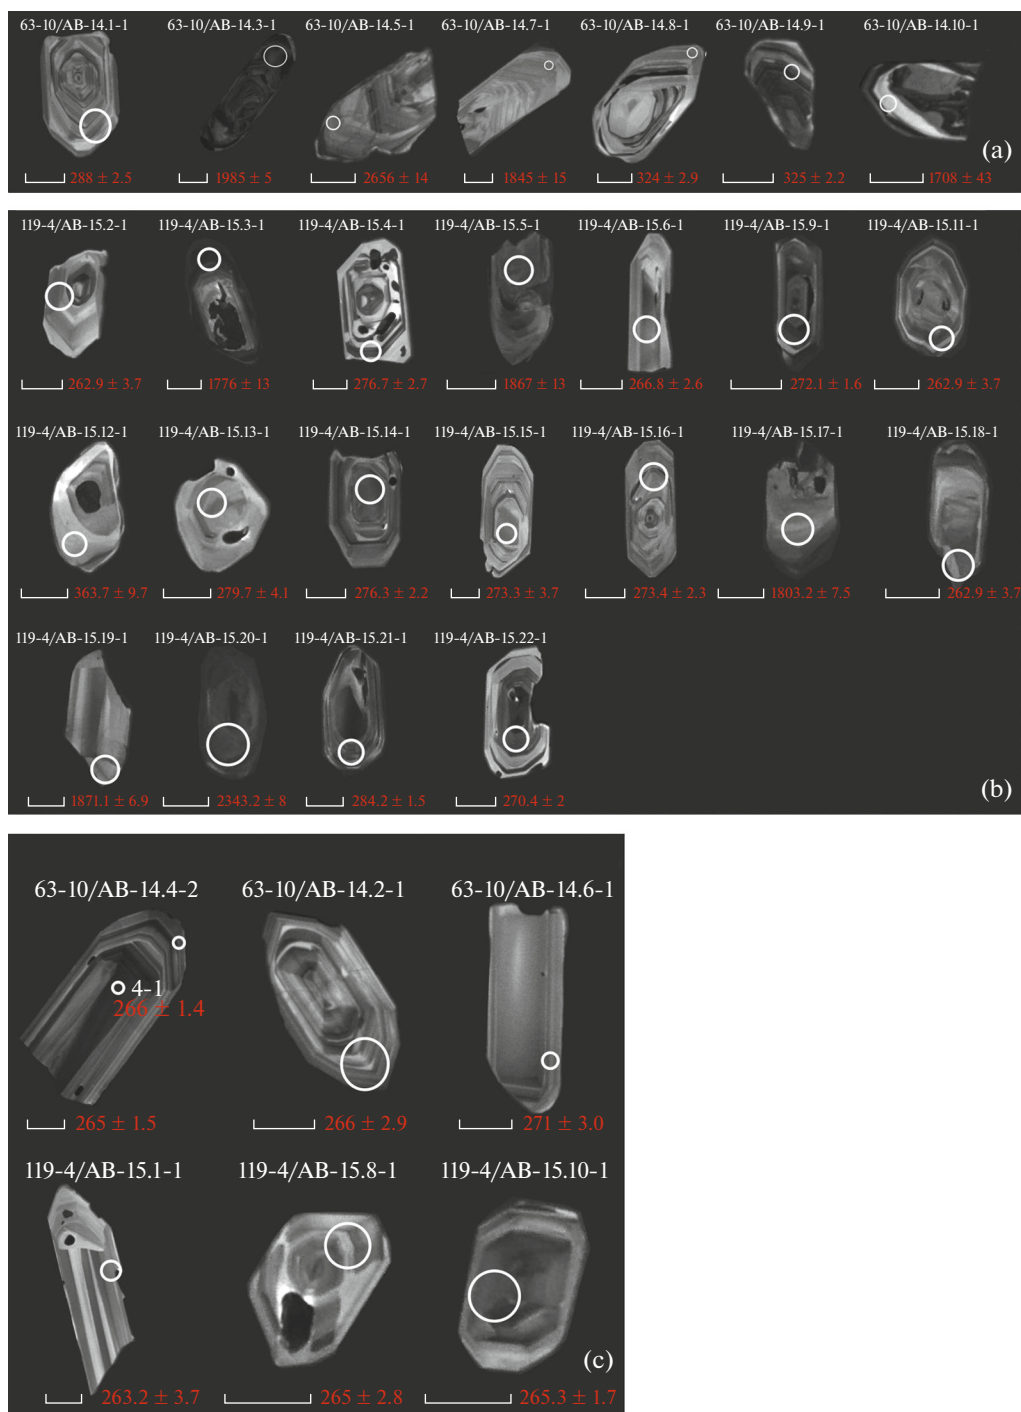 63-10/AB-14.1-1 63-10/AB-14.3-1 63-10/AB-14.5-1 63-10/AB-14.7-1 63-10/AB-14.8-1 63-10/AB-14.9-1 63-10/AB-14.10-1
(a)
288 ± 2.5 1985 ± 5 2656 ± 14 1845 ± 15 324 ± 2.9 325 ± 2.2 1708 ± 43
119-4/AB-15.2-1 119-4/AB-15.3-1 119-4/AB-15.4-1 119-4/AB-15.5-1 119-4/AB-15.6-1 119-4/AB-15.9-1 119-4/AB-15.11-1
262.9 ± 3.7 1776 ± 13 276.7 ± 2.7 1867 ± 13 266.8 ± 2.6 272.1 ± 1.6 262.9 ± 3.7
119-4/AB-15.12-1 119-4/AB-15.13-1 119-4/AB-15.14-1 119-4/AB-15.15-1 119-4/AB-15.16-1 119-4/AB-15.17-1 119-4/AB-15.18-1
363.7 ± 9.7 279.7 ± 4.1 276.3 ± 2.2 273.3 ± 3.7 273.4 ± 2.3 1803.2 ± 7.5 262.9 ± 3.7
119-4/AB-15.19-1 119-4/AB-15.20-1 119-4/AB-15.21-1 119-4/AB-15.22-1
(b)
1871.1 ± 6.9 2343.2 ± 8 284.2 ± 1.5 270.4 ± 2
63-10/AB-14.4-2 63-10/AB-14.2-1 63-10/AB-14.6-1
4-1
266 ± 1.4
265 ± 1.5 266 ± 2.9 271 ± 3.0
119-4/AB-15.1-1 119-4/AB-15.8-1 119-4/AB-15.10-1
(c)
263.2 ± 3.7 265 ± 2.8 265.3 ± 1.7